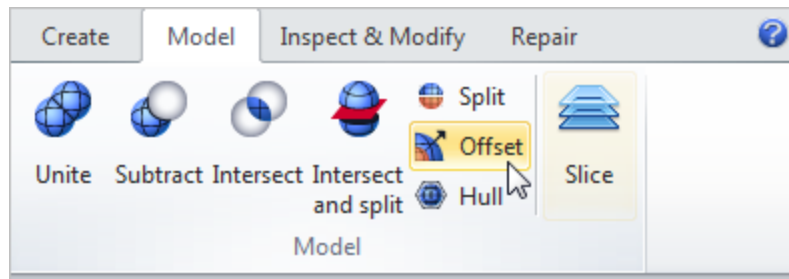 Create Model Inspect & Modify Repair
Split
Offset
Unite Subtract Intersect Intersect and split Slice
Hull
Model